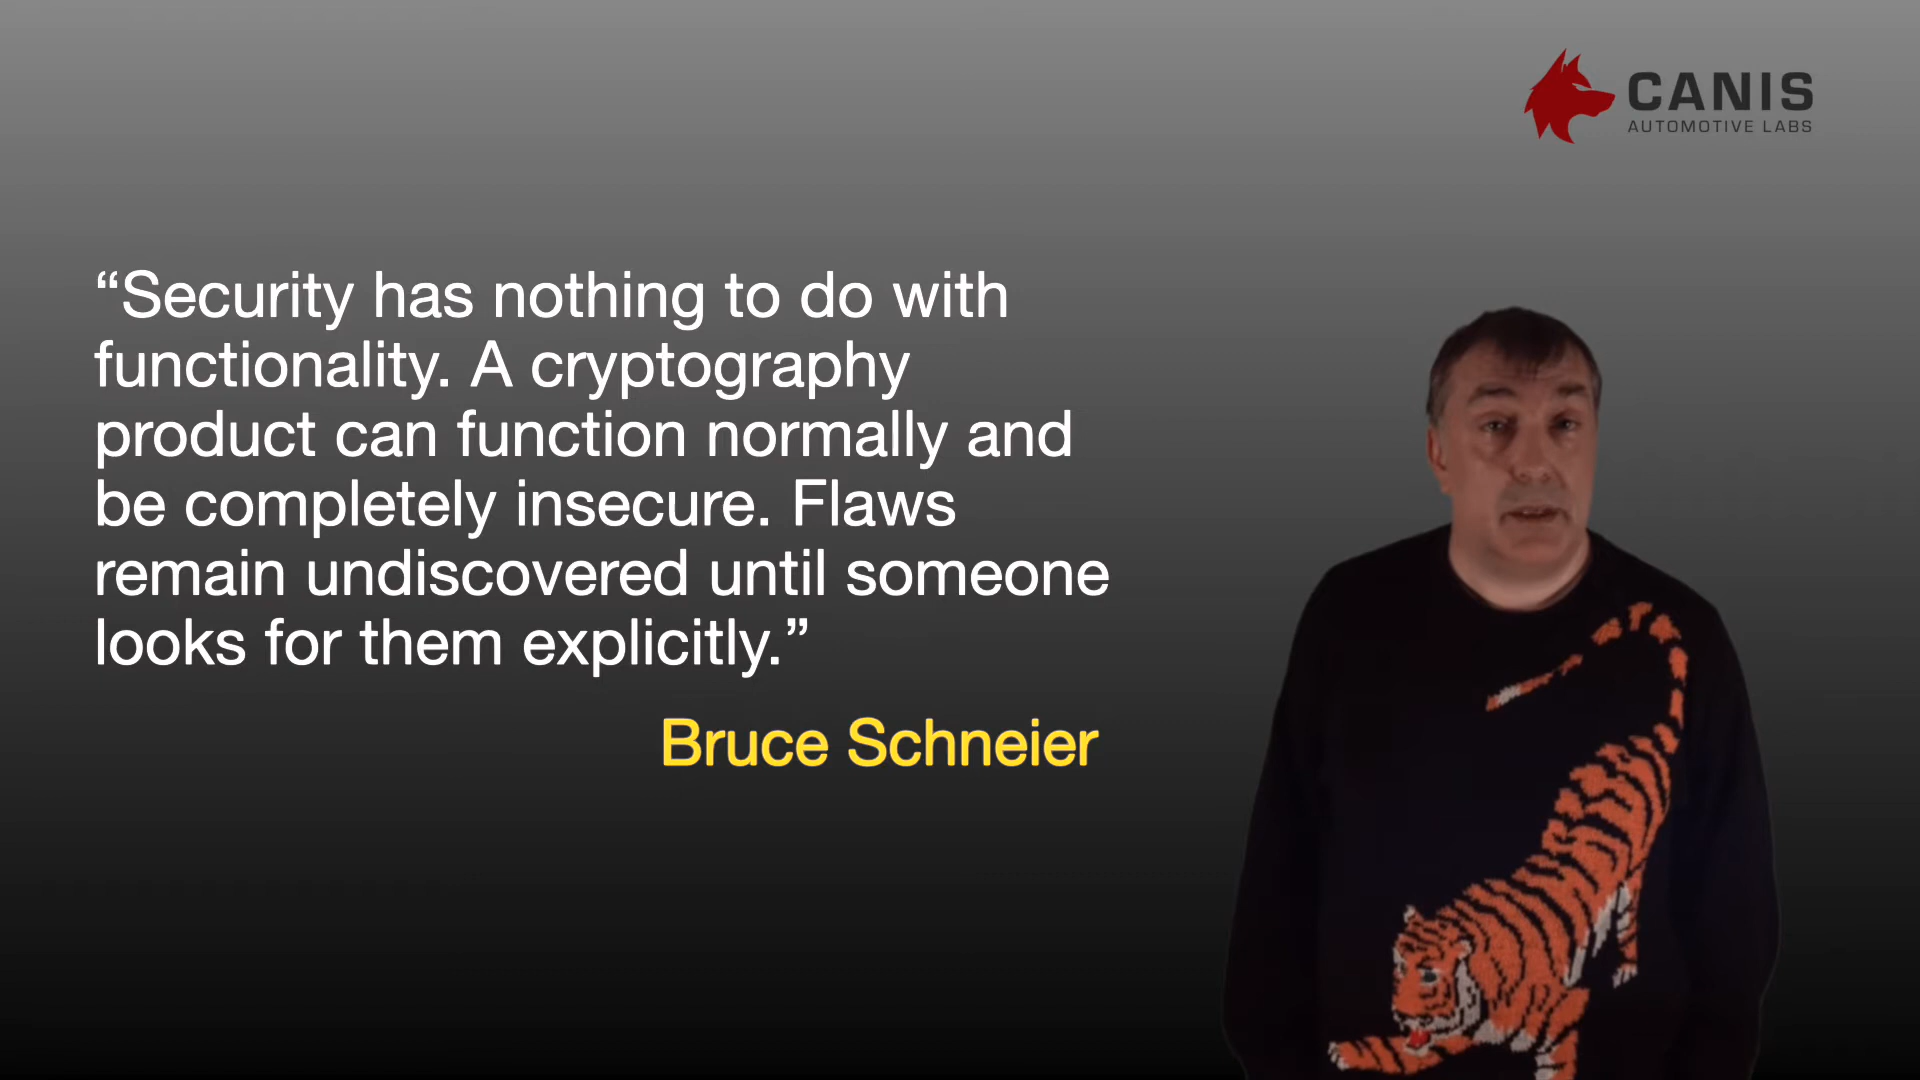 CANIS
AUTOMOTIVE LABS
“Security has nothing to do with
functionality. A cryptography
product can function normally and
be completely insecure. Flaws
remain undiscovered until someone
looks for them explicitly.”
Bruce Schneier